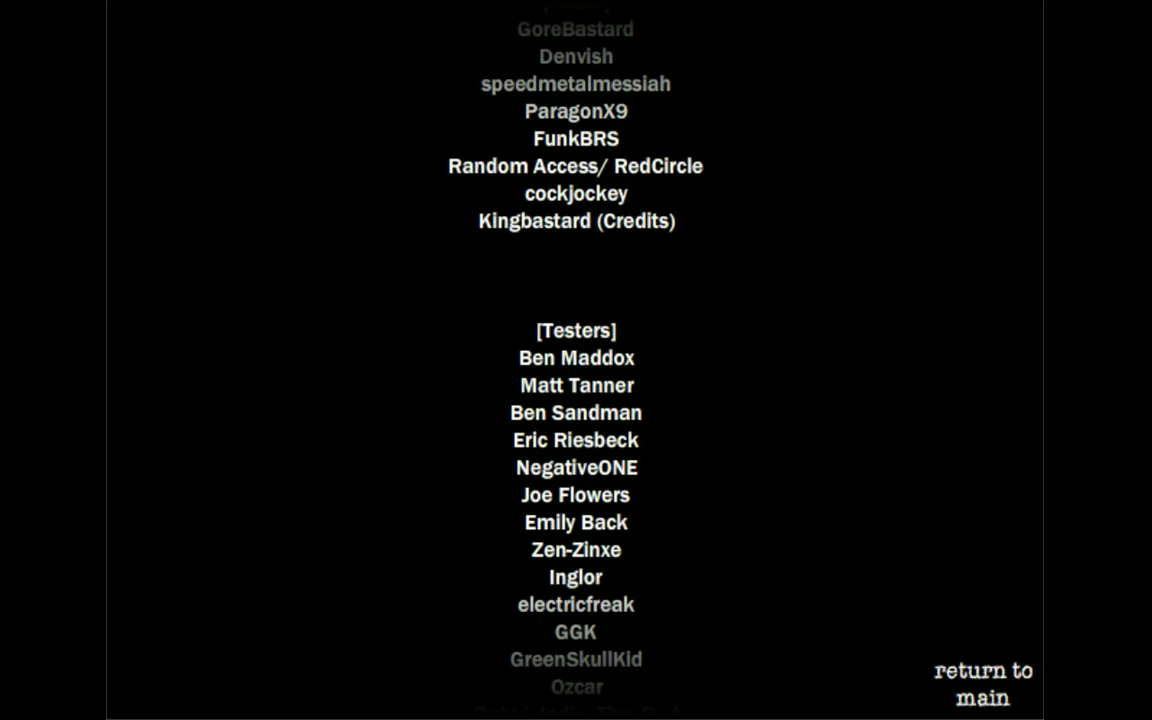 GoreBastard
Denvish
speedmetalmessiah
ParagonX9
FunkBRS
Random Access/ RedCircle
cockjockey
Kingbastard (Credits)
[Testers]
Ben Maddox
Matt Tanner
Ben Sandman
Eric Riesbeck
NegativeONE
Joe Flowers
Emily Back
Zen-Zinxe
Inglor
electricfreak
GGK
GreenSkullKid
Ozcar
return to
main